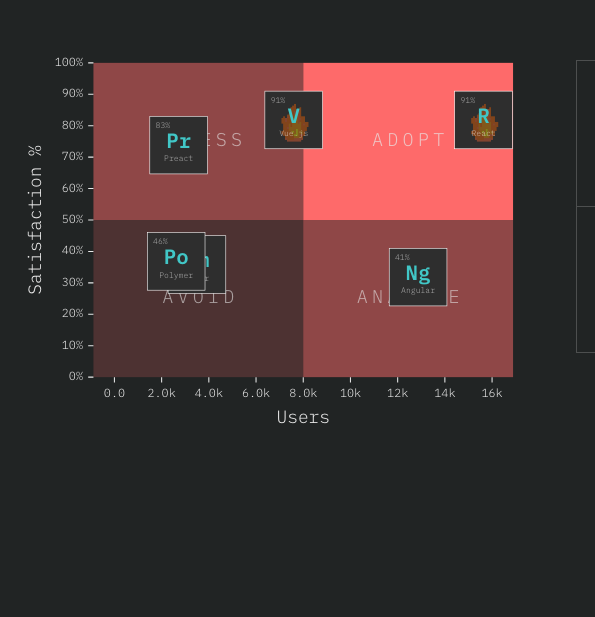 100%
90%
80%
70%
60%
50%
40%
30%
20%
10%
0%
Satisfaction %
91%
V
Vuejs
91%
R
React
83%
Pr
Preact
ESS
ADOPT
46%
Po
Polymer
41%
Ng
Angular
AVOID
0.0
2.0k
4.0k
6.0k
8.0k
10k
12k
14k
16k
Users